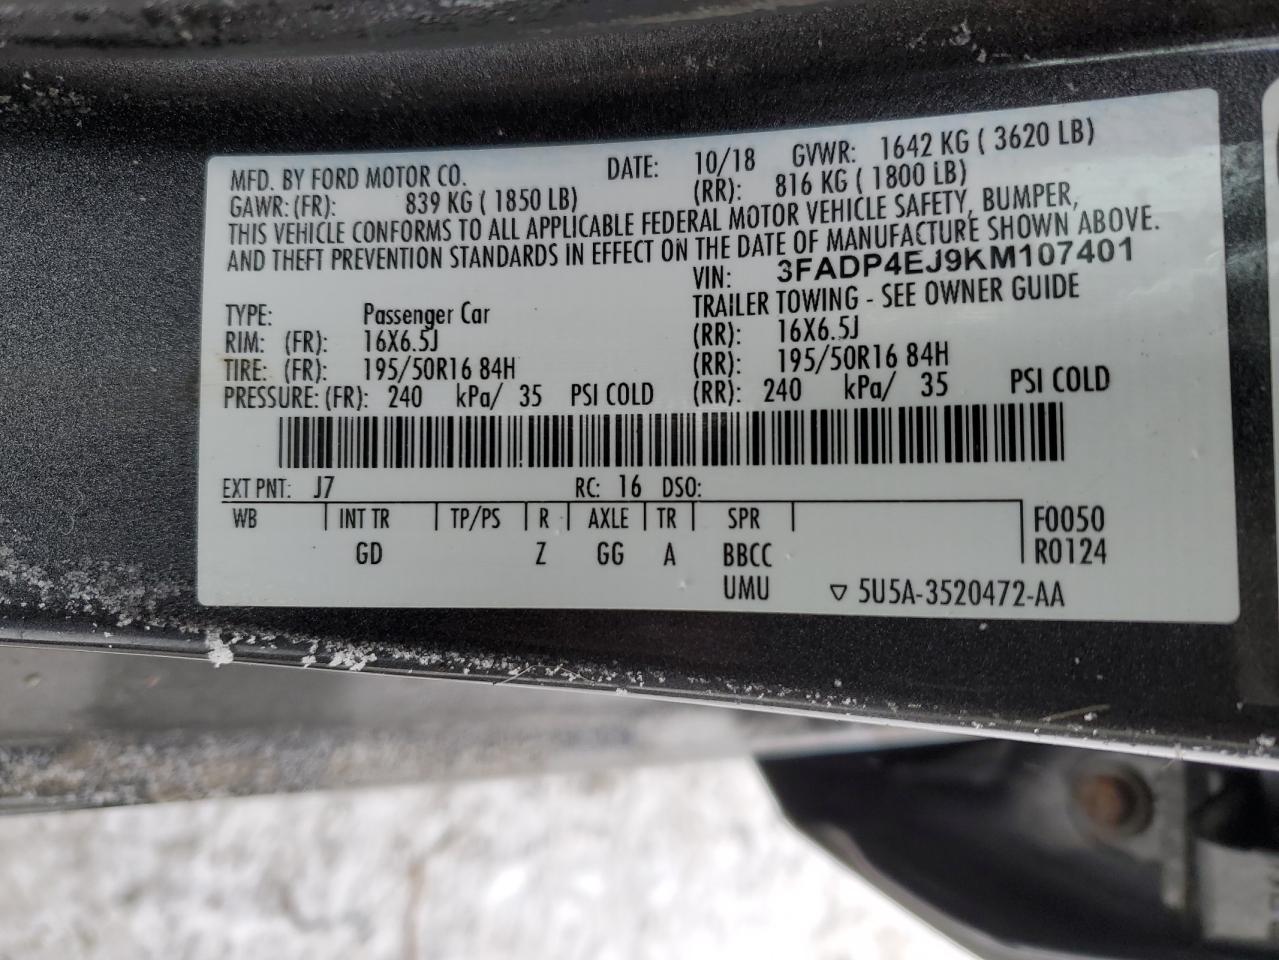 MFD. BY FORD MOTOR CO. DATE: 10/18 GVWR: 1642 KG ( 3620 LB)
GAWR: (FR): 839 KG ( 1850 LB) (RR): 816 KG ( 1800 LB)
THIS VEHICLE CONFORMS TO ALL APPLICABLE FEDERAL MOTOR VEHICLE SAFETY, BUMPER,
AND THEFT PREVENTION STANDARDS IN EFFECT ON THE DATE OF MANUFACTURE SHOWN ABOVE.
VIN: 3FADP4EJ9KM107401
TYPE: Passenger Car TRAILER TOWING - SEE OWNER GUIDE
RIM: (FR): 16X6.5J (RR): 16X6.5J
TIRE: (FR): 195/50R16 84H (RR): 195/50R16 84H
PRESSURE: (FR): 240 kPa/ 35 PSI COLD (RR): 240 kPa/ 35 PSI COLD
EXT PNT: J7 RC: 16 DSO:
WB INT TR TP/PS R AXLE TR SPR F0050
GD Z GG A BBCC R0124
UMU ▽ 5U5A-3520472-AA